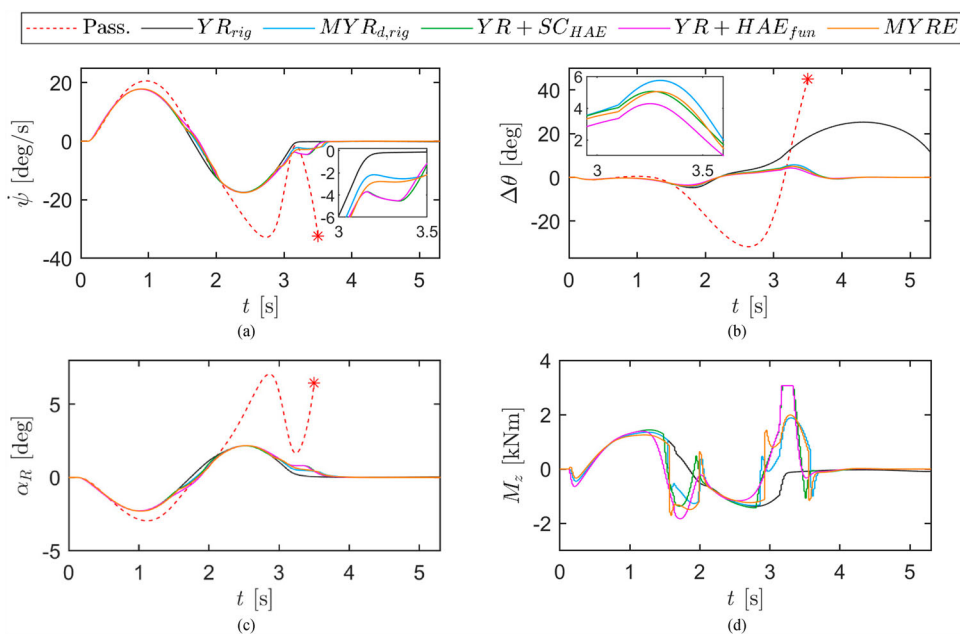 Pass. YR_rig MYR_d,rig YR + SC_HAE YR + HAE_fun MYRE
20
0
-20
-40
ψ̇ [deg/s]
0
-2
-4
-6
3 3.5
0 1 2 3 4 5
t [s]
(a)
40
20
0
-20
Δθ [deg]
6
4
2
3 3.5
0 1 2 3 4 5
t [s]
(b)
5
0
-5
α_R [deg]
0 1 2 3 4 5
t [s]
(c)
4
2
0
-2
M_z [kNm]
0 1 2 3 4 5
t [s]
(d)